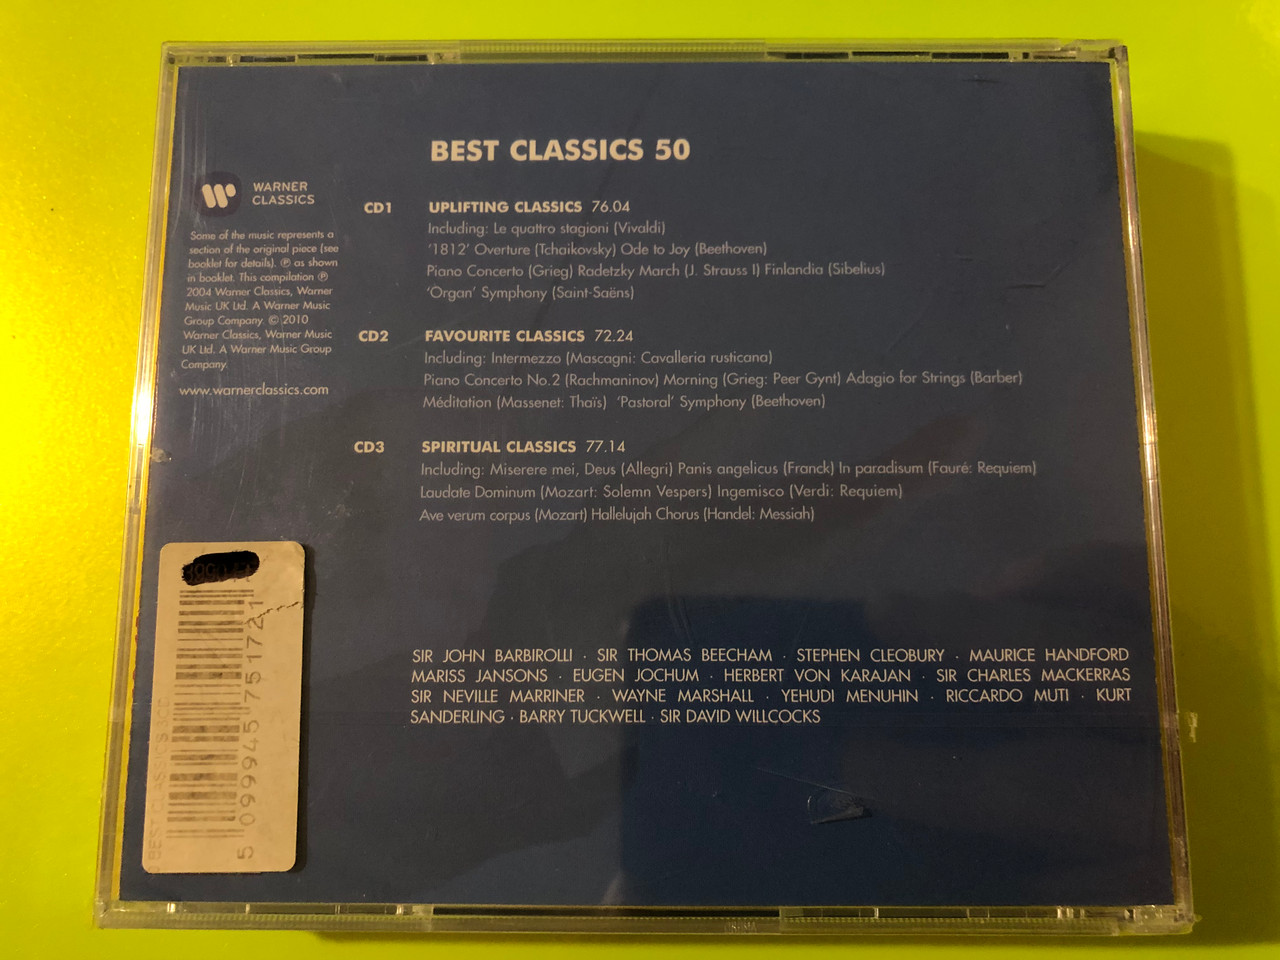 BEST CLASSICS 50
WARNER
CLASSICS
Some of the music represents a
section of the original piece (see
booklet for details). ℗ as shown
in booklet. This compilation ℗
2004 Warner Classics, Warner
Music UK Ltd. A Warner Music
Group Company. © 2010
Warner Classics, Warner Music
UK Ltd. A Warner Music Group
Company.
www.warnerclassics.com
CD1 UPLIFTING CLASSICS 76.04
Including: Le quattro stagioni (Vivaldi)
‘1812’ Overture (Tchaikovsky) Ode to Joy (Beethoven)
Piano Concerto (Grieg) Radetzky March (J. Strauss I) Finlandia (Sibelius)
‘Organ’ Symphony (Saint-Saëns)
CD2 FAVOURITE CLASSICS 72.24
Including: Intermezzo (Mascagni: Cavalleria rusticana)
Piano Concerto No.2 (Rachmaninov) Morning (Grieg: Peer Gynt) Adagio for Strings (Barber)
Méditation (Massenet: Thaïs) ‘Pastoral’ Symphony (Beethoven)
CD3 SPIRITUAL CLASSICS 77.14
Including: Miserere mei, Deus (Allegri) Panis angelicus (Franck) In paradisum (Fauré: Requiem)
Laudate Dominum (Mozart: Solemn Vespers) Ingemisco (Verdi: Requiem)
Ave verum corpus (Mozart) Hallelujah Chorus (Handel: Messiah)
SIR JOHN BARBIROLLI · SIR THOMAS BEECHAM · STEPHEN CLEOBURY · MAURICE HANDFORD
MARISS JANSONS · EUGEN JOCHUM · HERBERT VON KARAJAN · SIR CHARLES MACKERRAS
SIR NEVILLE MARRINER · WAYNE MARSHALL · YEHUDI MENUHIN · RICCARDO MUTI · KURT
SANDERLING · BARRY TUCKWELL · SIR DAVID WILLCOCKS
BEST CLASSICS 3CD
5 099945 75172